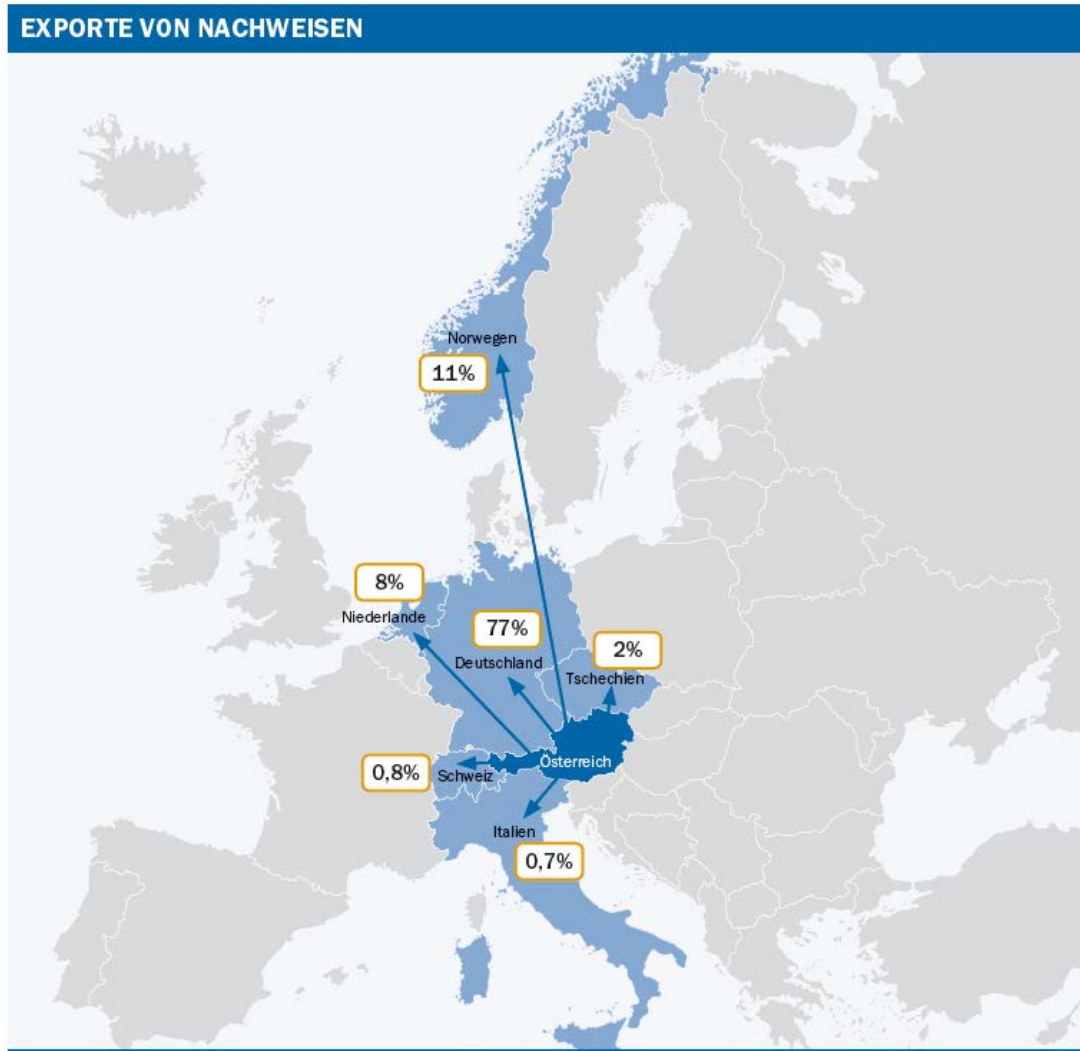 EXPORTE VON NACHWEISEN
Norwegen
11%
8%
Niederlande
77%
Deutschland
2%
Tschechien
Österreich
0,8%
Schweiz
Italien
0,7%